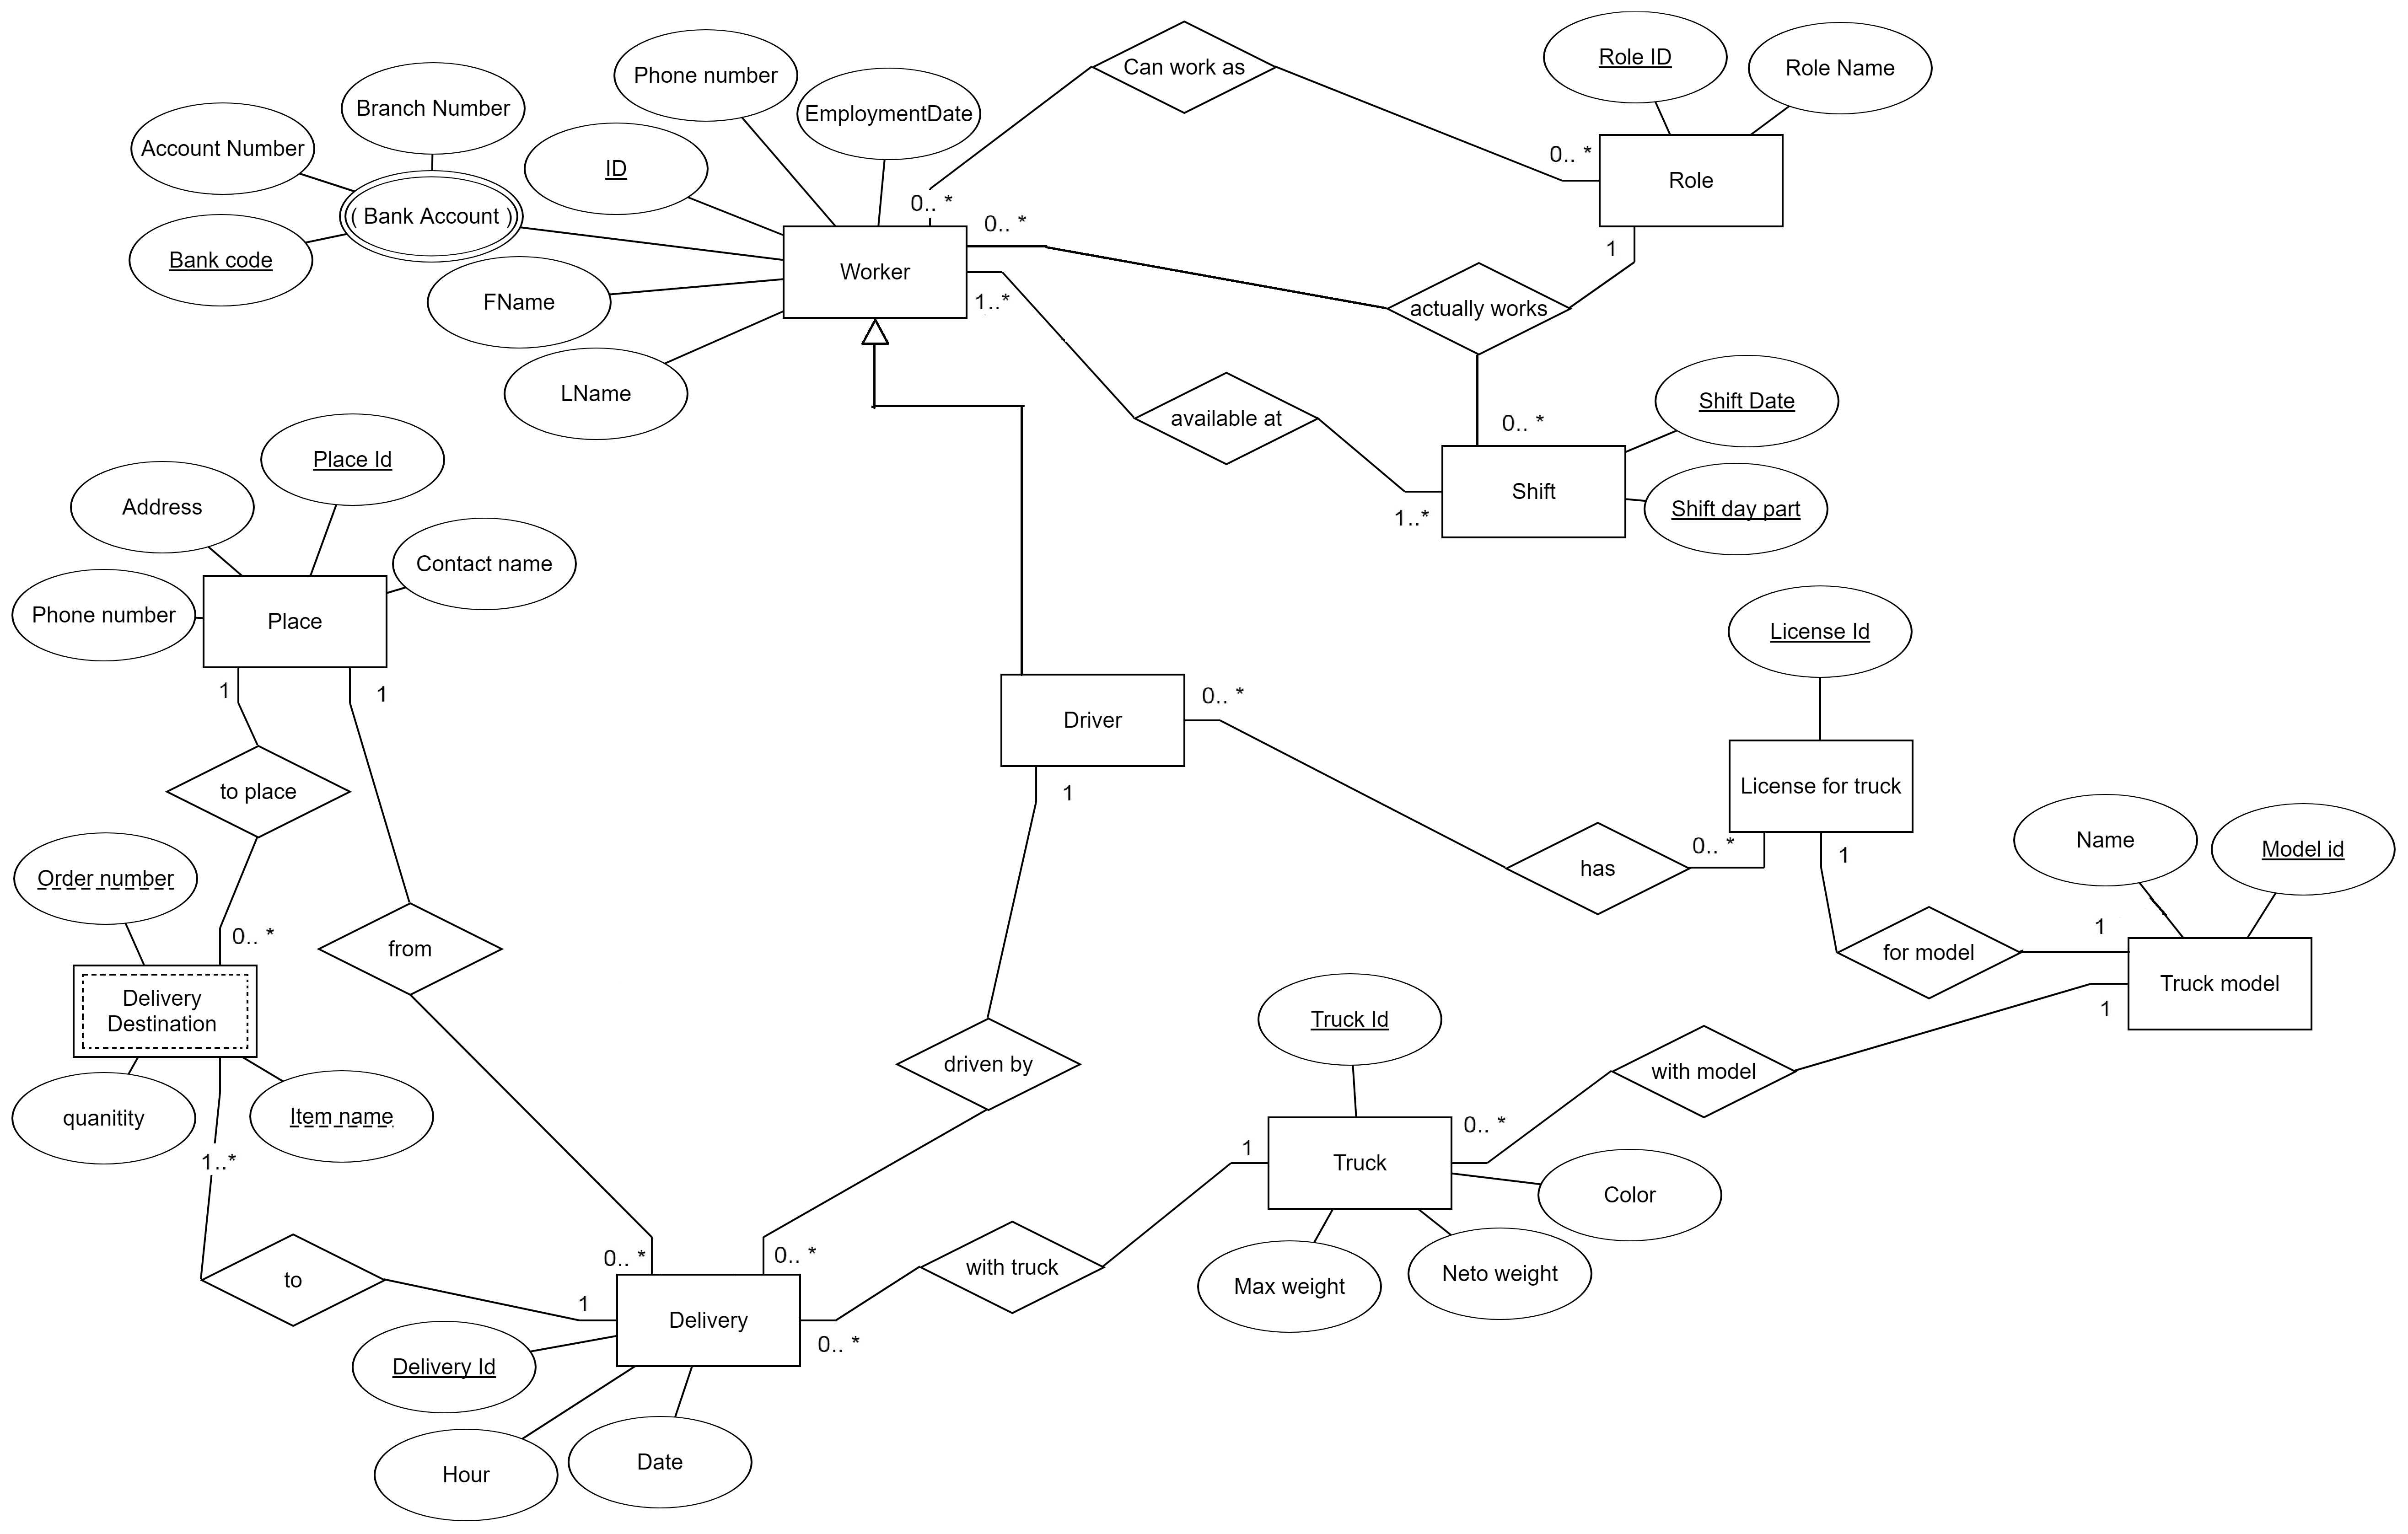 Can work as
Role ID
Role Name
Phone number
Branch Number
EmploymentDate
Account Number
0.. *
ID
Role
0.. *
( Bank Account )
0.. *
1
Bank code
Worker
FName
1..*
actually works
LName
Shift Date
available at
0.. *
Place Id
Shift
Address
1..*
Shift day part
Contact name
Phone number
Place
License Id
1
1
0.. *
Driver
to place
1
License for truck
Order number
0.. *
has
1
Name
Model id
0.. *
from
1
for model
Truck model
Delivery
Destination
1
Truck Id
driven by
with model
quanitity
Item name
0.. *
1..*
1
Truck
Color
0.. *
0.. *
with truck
to
Max weight
Neto weight
1
Delivery
0.. *
Delivery Id
Hour
Date